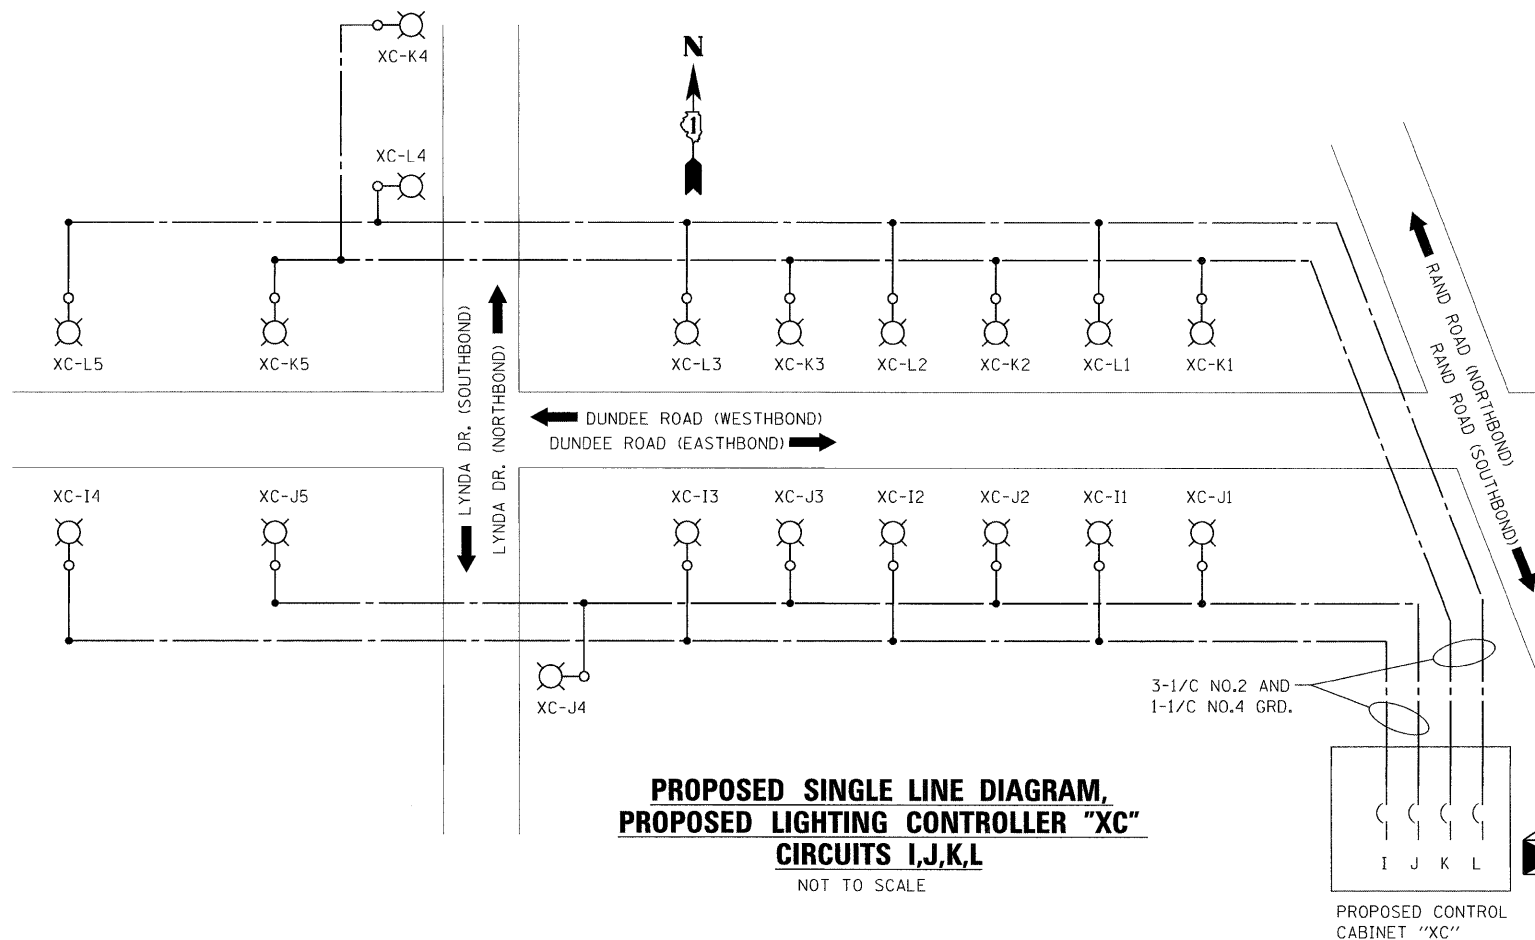 XC-K4
N
1
XC-L4
XC-L5
XC-K5
XC-L3
XC-K3
XC-L2
XC-K2
XC-L1
XC-K1
RAND ROAD (NORTHBOND)
RAND ROAD (SOUTHBOND)
LYNDA DR. (SOUTHBOND)
LYNDA DR. (NORTHBOND)
DUNDEE ROAD (WESTHBOND)
DUNDEE ROAD (EASTHBOND)
XC-I4
XC-J5
XC-I3
XC-J3
XC-I2
XC-J2
XC-I1
XC-J1
XC-J4
3-1/C NO.2 AND
1-1/C NO.4 GRD.
PROPOSED SINGLE LINE DIAGRAM,
PROPOSED LIGHTING CONTROLLER "XC"
CIRCUITS I,J,K,L
NOT TO SCALE
I J K L
PROPOSED CONTROL
CABINET "XC"